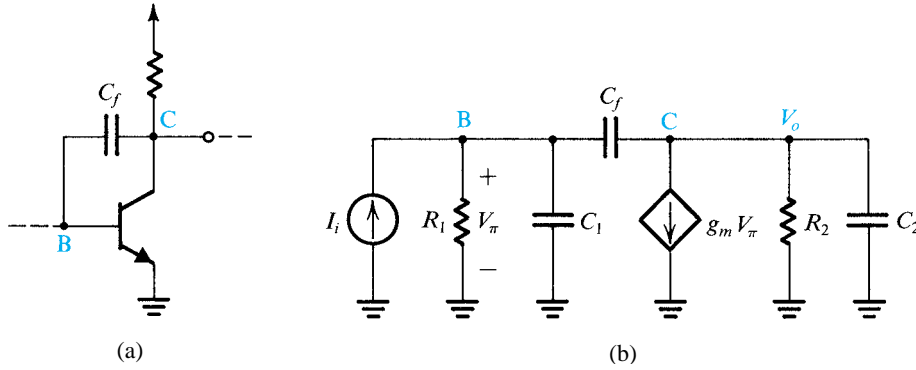 C_f
C
B
(a)
B
C_f
C
V_o
I_i
R_1
+
V_π
−
C_1
g_m V_π
R_2
C_2
(b)